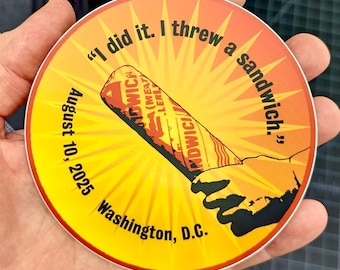 “I did it. I threw a sandwich.”
August 10, 2025
Washington, D.C.